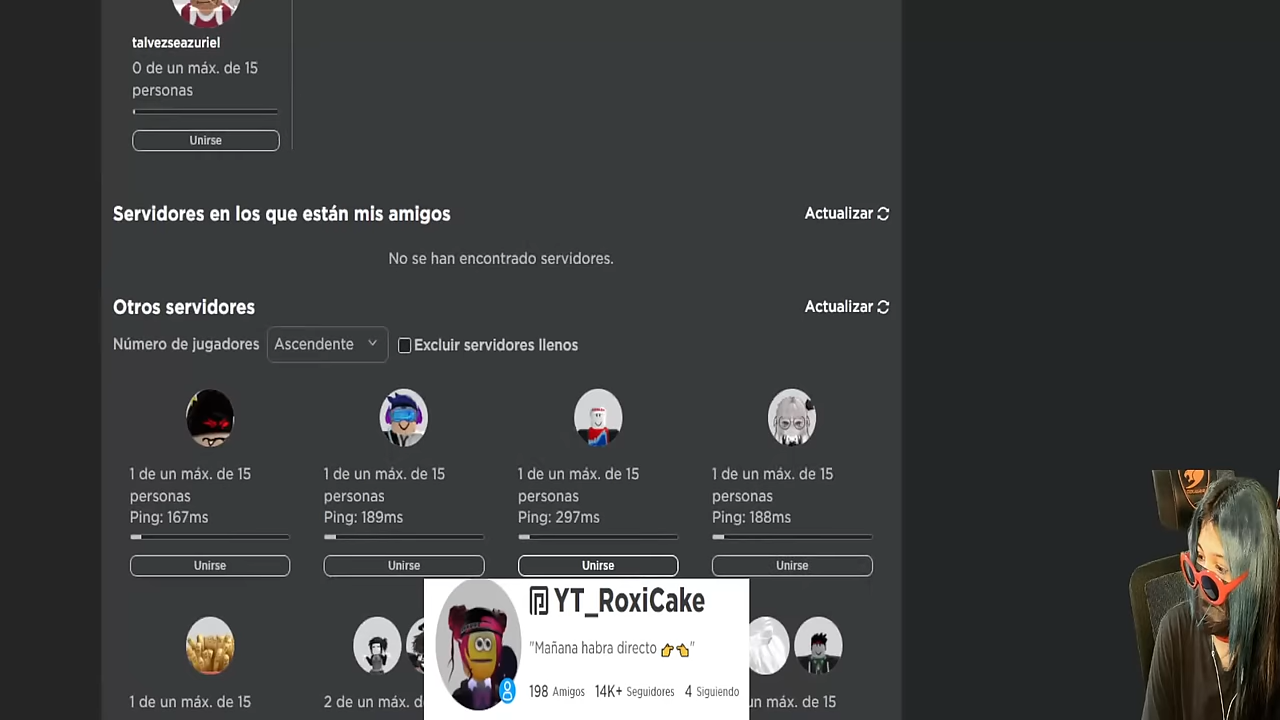 talvezseazuriel
0 de un máx. de 15
personas
Unirse
Servidores en los que están mis amigos
Actualizar
No se han encontrado servidores.
Otros servidores
Actualizar
Número de jugadores
Ascendente
Excluir servidores llenos
1 de un máx. de 15
personas
Ping: 167ms
Unirse
1 de un máx. de 15
personas
Ping: 189ms
Unirse
1 de un máx. de 15
personas
Ping: 297ms
Unirse
1 de un máx. de 15
personas
Ping: 188ms
Unirse
1 de un máx. de 15
2 de un máx. d
un máx. de 15
YT_RoxiCake
"Mañana habra directo 👉👈"
198 Amigos 14K+ Seguidores 4 Siguiendo